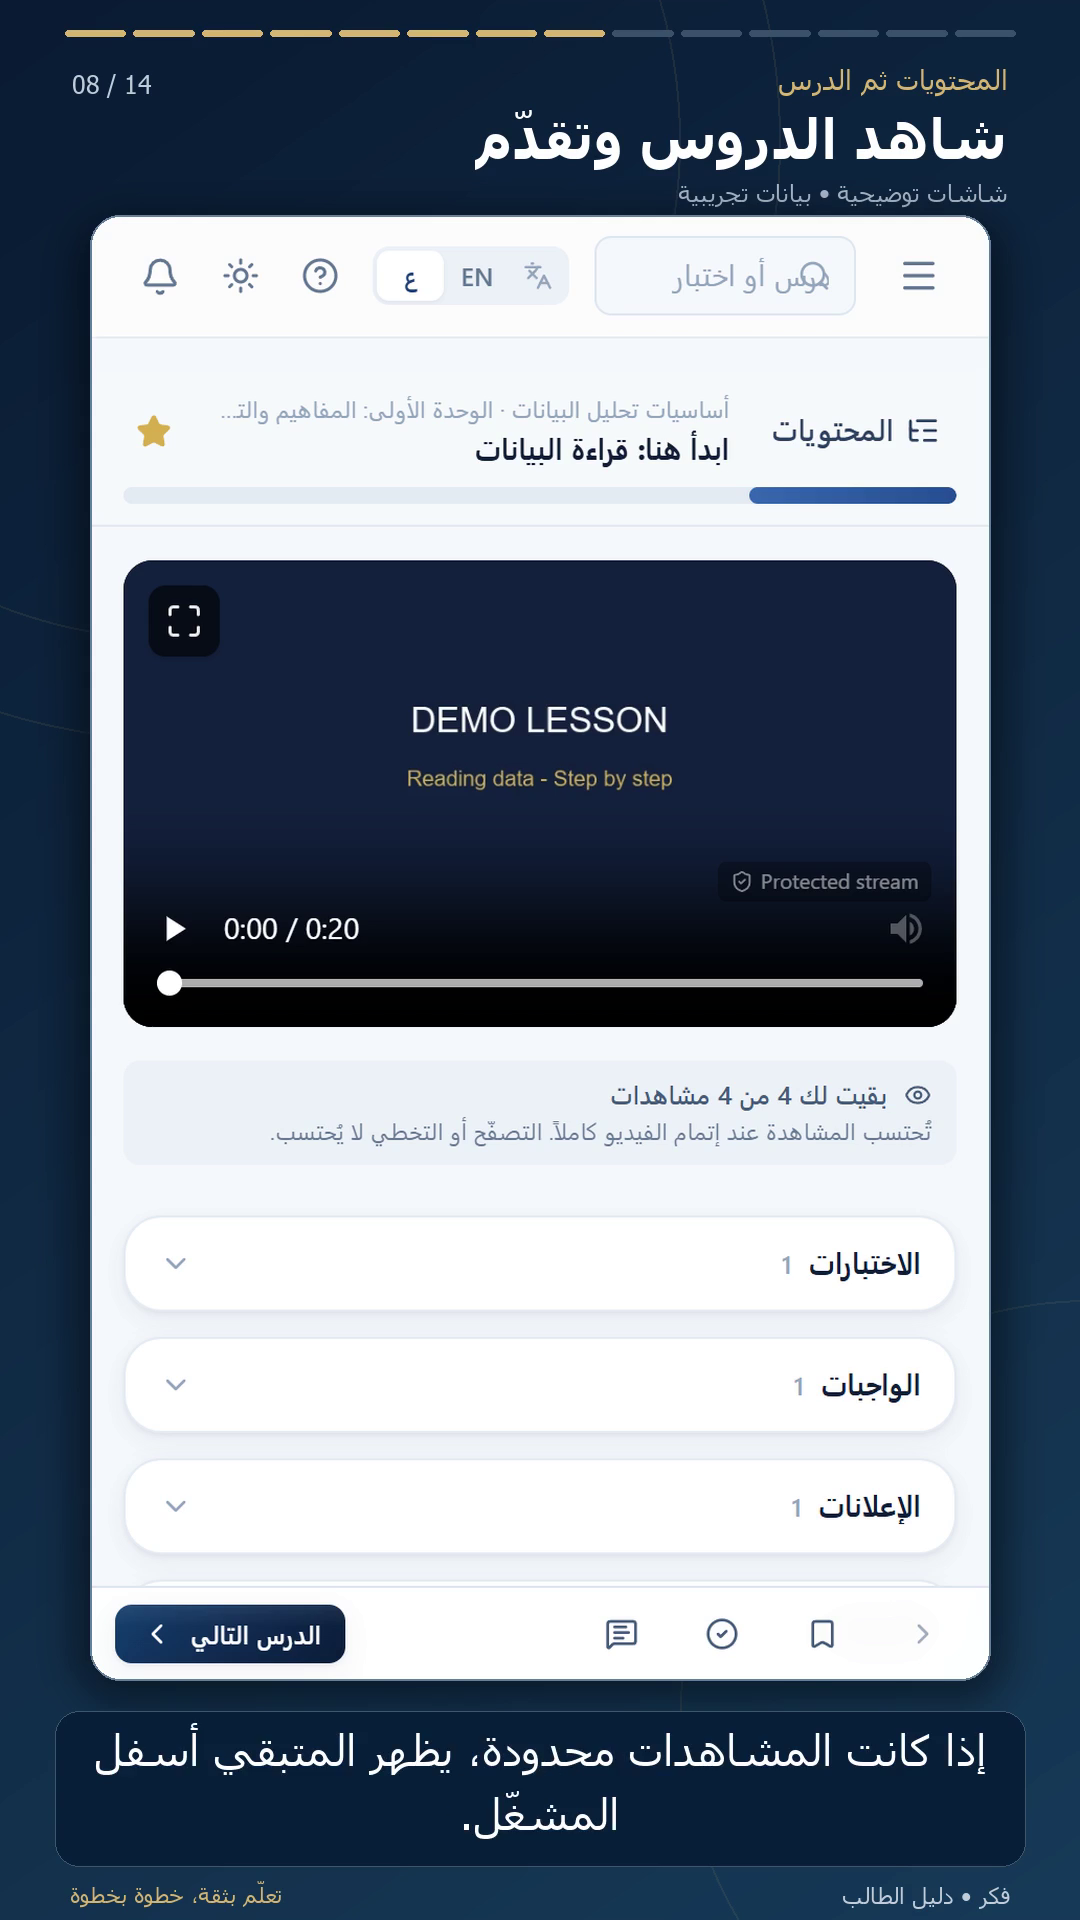 المحتويات ثم الدرس
08 / 14
شاهد الدروس وتقدّم
شاشات توضيحية • بيانات تجريبية
درس أو اختبار
EN
ع
المحتويات
أساسيات تحليل البيانات · الوحدة الأولى: المفاهيم والتـ...
ابدأ هنا: قراءة البيانات
DEMO LESSON
Reading data - Step by step
Protected stream
0:00 / 0:20
بقيت لك 4 من 4 مشاهدات
تُحتسب المشاهدة عند إتمام الفيديو كاملاً. التصفّح أو التخطي لا يُحتسب.
الاختبارات 1
الواجبات 1
الإعلانات 1
الدرس التالي
إذا كانت المشاهدات محدودة، يظهر المتبقي أسفل
المشغّل.
فكر • دليل الطالب
تعلّم بثقة، خطوة بخطوة